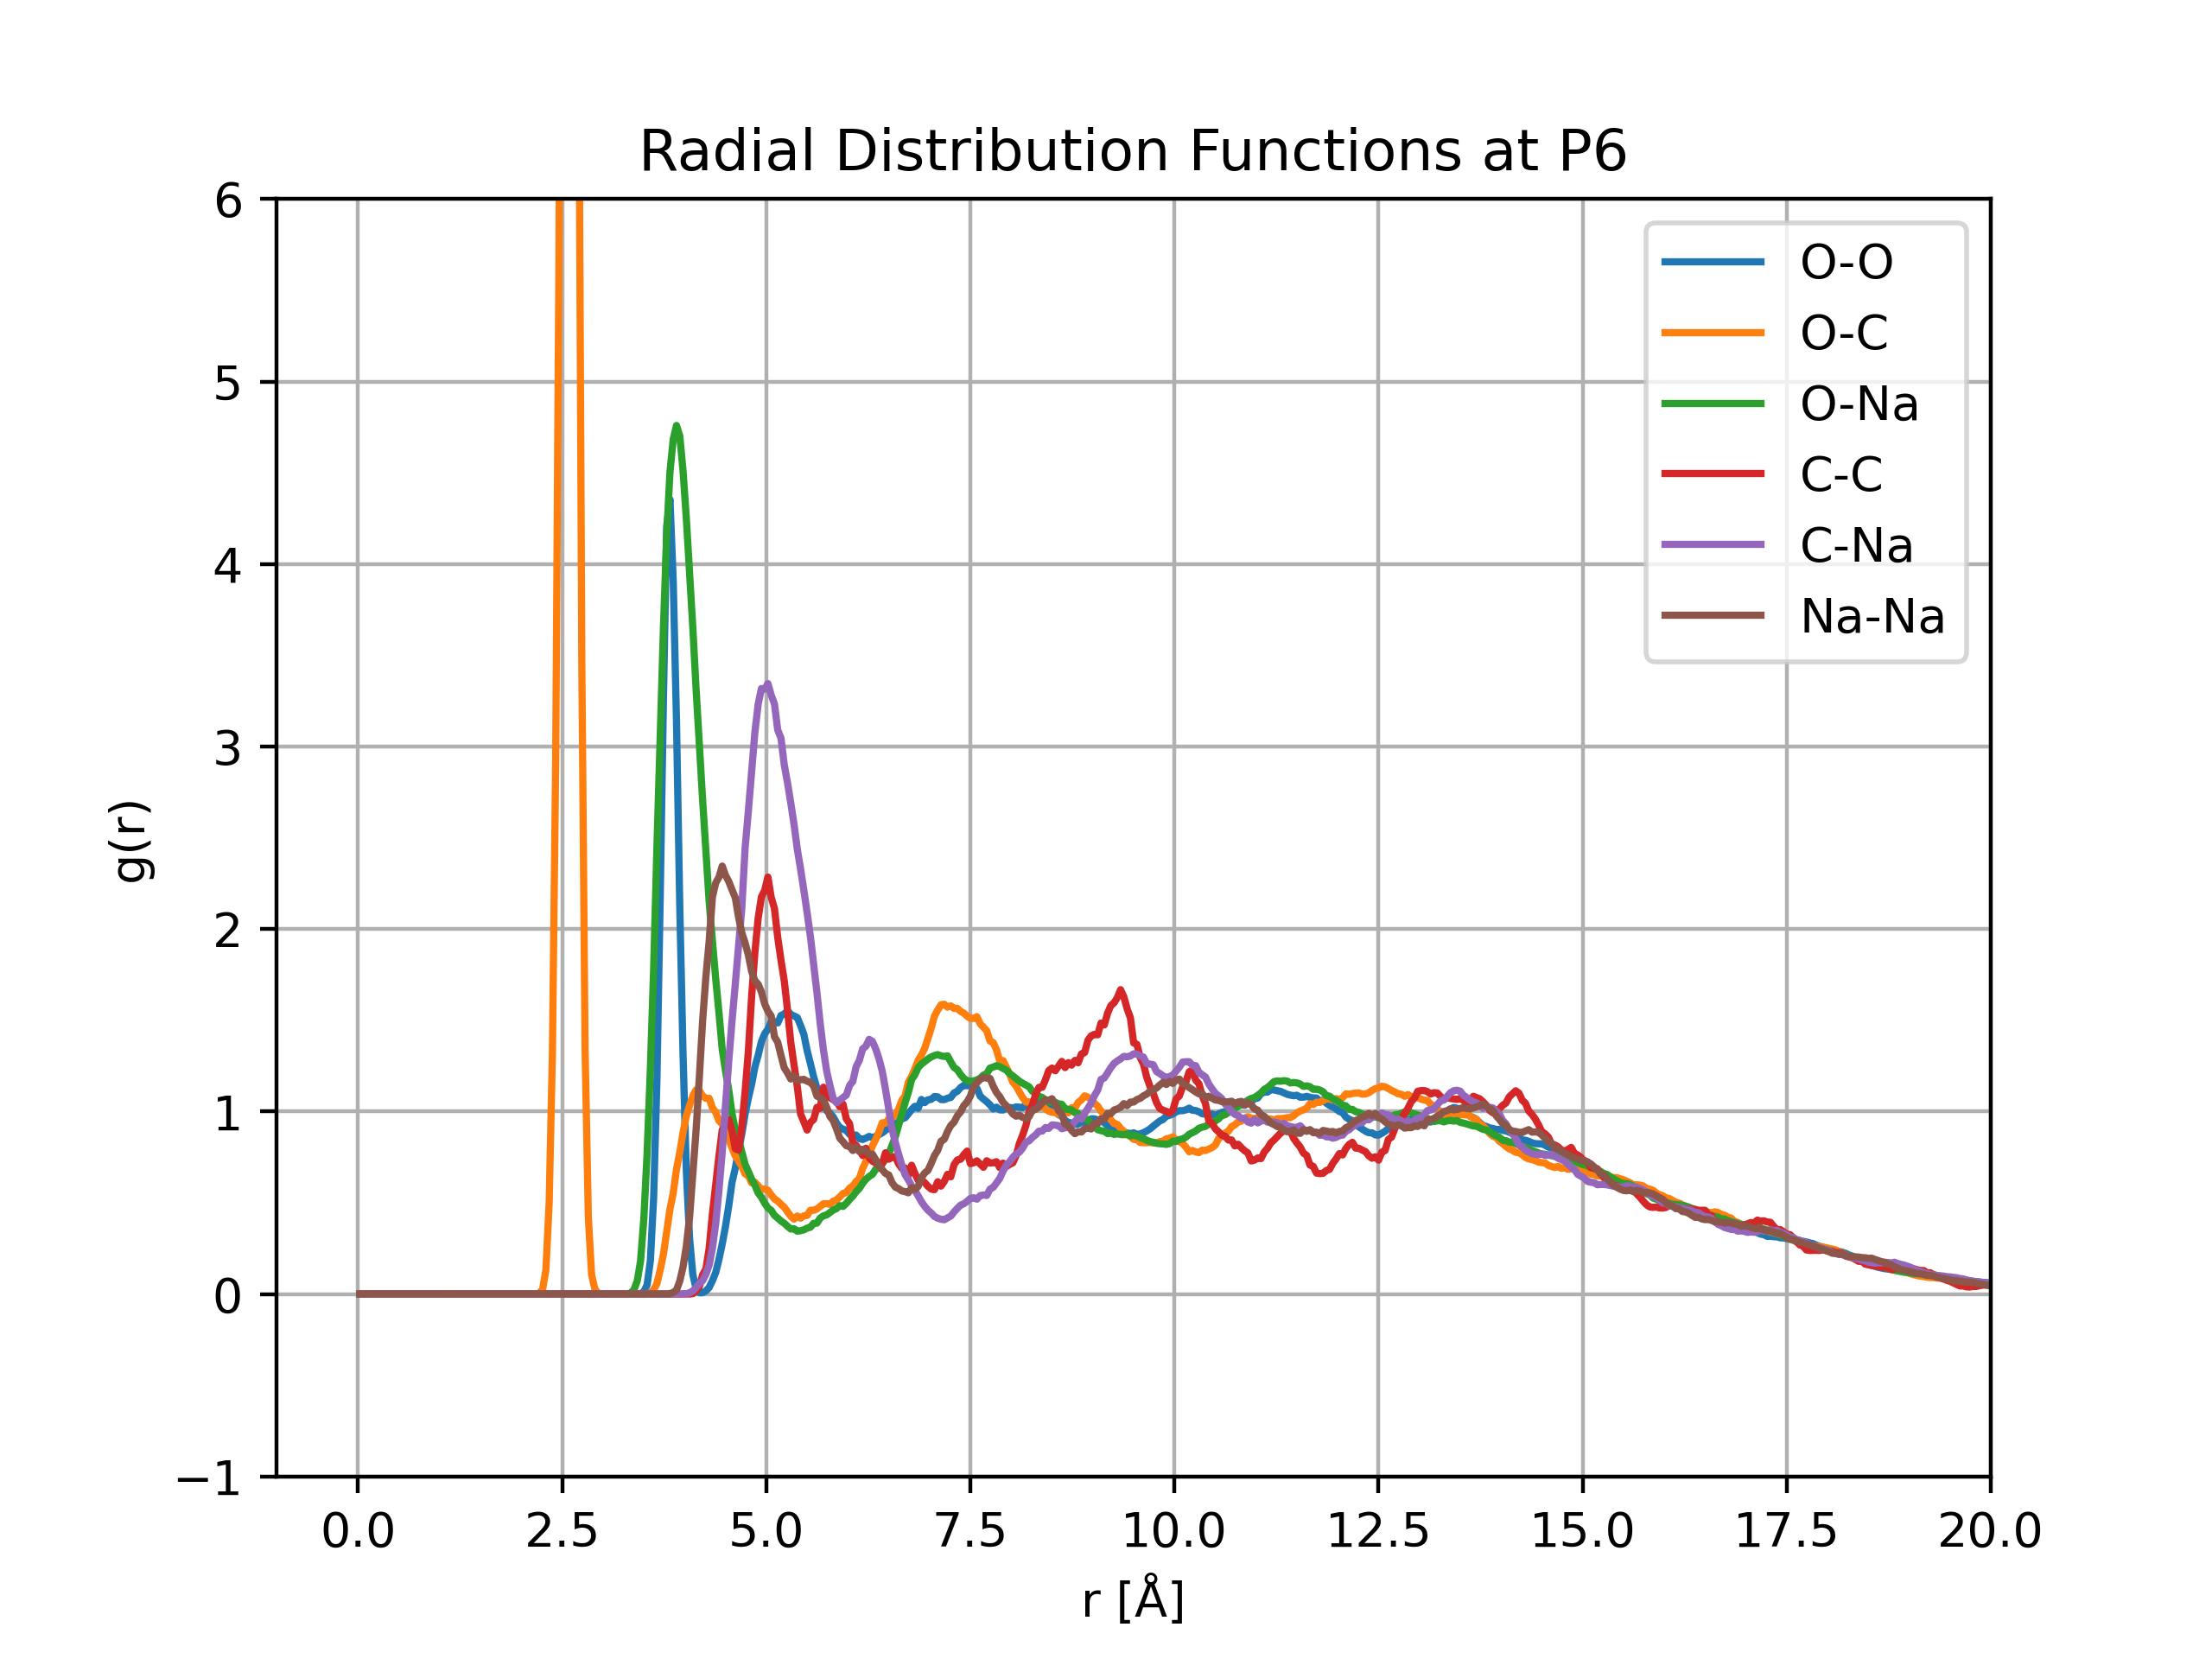 Radial Distribution Functions at P6
6
5
4
3
2
1
0
−1
g(r)
0.0 2.5 5.0 7.5 10.0 12.5 15.0 17.5 20.0
r [Å]
O-O
O-C
O-Na
C-C
C-Na
Na-Na